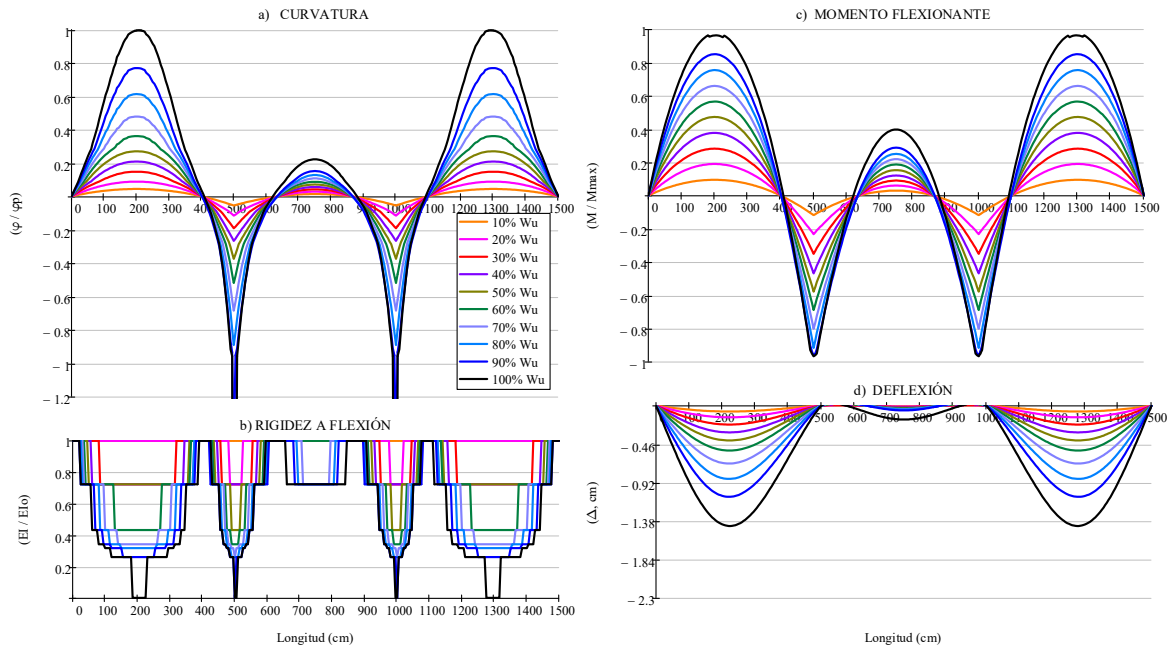 a) CURVATURA
1
0.8
0.6
0.4
0.2
− 0.2
− 0.4
− 0.6
− 0.8
− 1
− 1.2
0 100 200 300 400 500 600 700 800 900 1000 1100 1200 1300 1400 1500
(φ / φp)
10% Wu
20% Wu
30% Wu
40% Wu
50% Wu
60% Wu
70% Wu
80% Wu
90% Wu
100% Wu
b) RIGIDEZ A FLEXIÓN
1
0.8
0.6
0.4
0.2
0 100 200 300 400 500 600 700 800 900 1000 1100 1200 1300 1400 1500
(EI / EIo)
Longitud (cm)
c) MOMENTO FLEXIONANTE
1
0.8
0.6
0.4
0.2
− 0.2
− 0.4
− 0.6
− 0.8
− 1
0 100 200 300 400 500 600 700 800 900 1000 1100 1200 1300 1400 1500
(M / Mmax)
d) DEFLEXIÓN
100 200 300 400 500 600 700 800 900 1000 1100 1200 1300 1400 1500
− 0.46
− 0.92
− 1.38
− 1.84
− 2.3
(Δ, cm)
Longitud (cm)